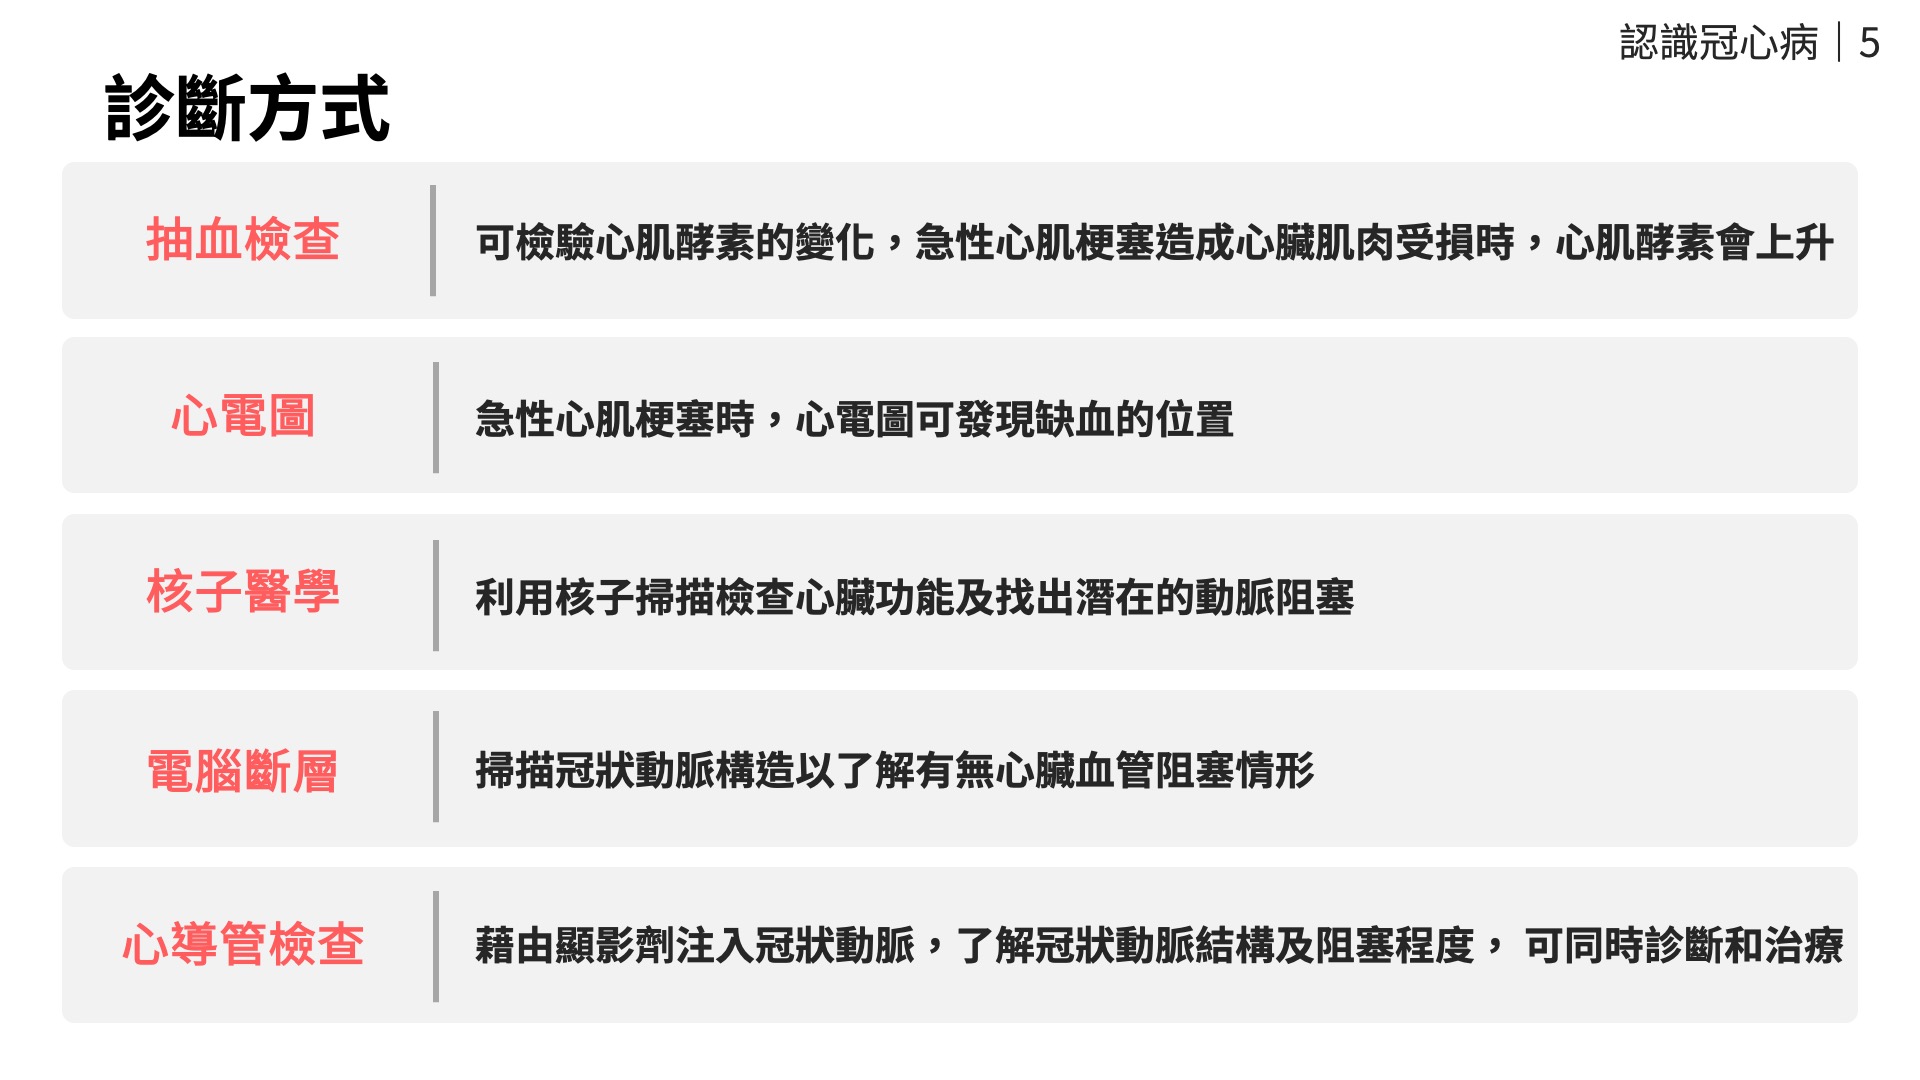 認識冠心病｜5
診斷方式
抽血檢查
可檢驗心肌酵素的變化，急性心肌梗塞造成心臟肌肉受損時，心肌酵素會上升
心電圖
急性心肌梗塞時，心電圖可發現缺血的位置
核子醫學
利用核子掃描檢查心臟功能及找出潛在的動脈阻塞
電腦斷層
掃描冠狀動脈構造以了解有無心臟血管阻塞情形
心導管檢查
藉由顯影劑注入冠狀動脈，了解冠狀動脈結構及阻塞程度， 可同時診斷和治療